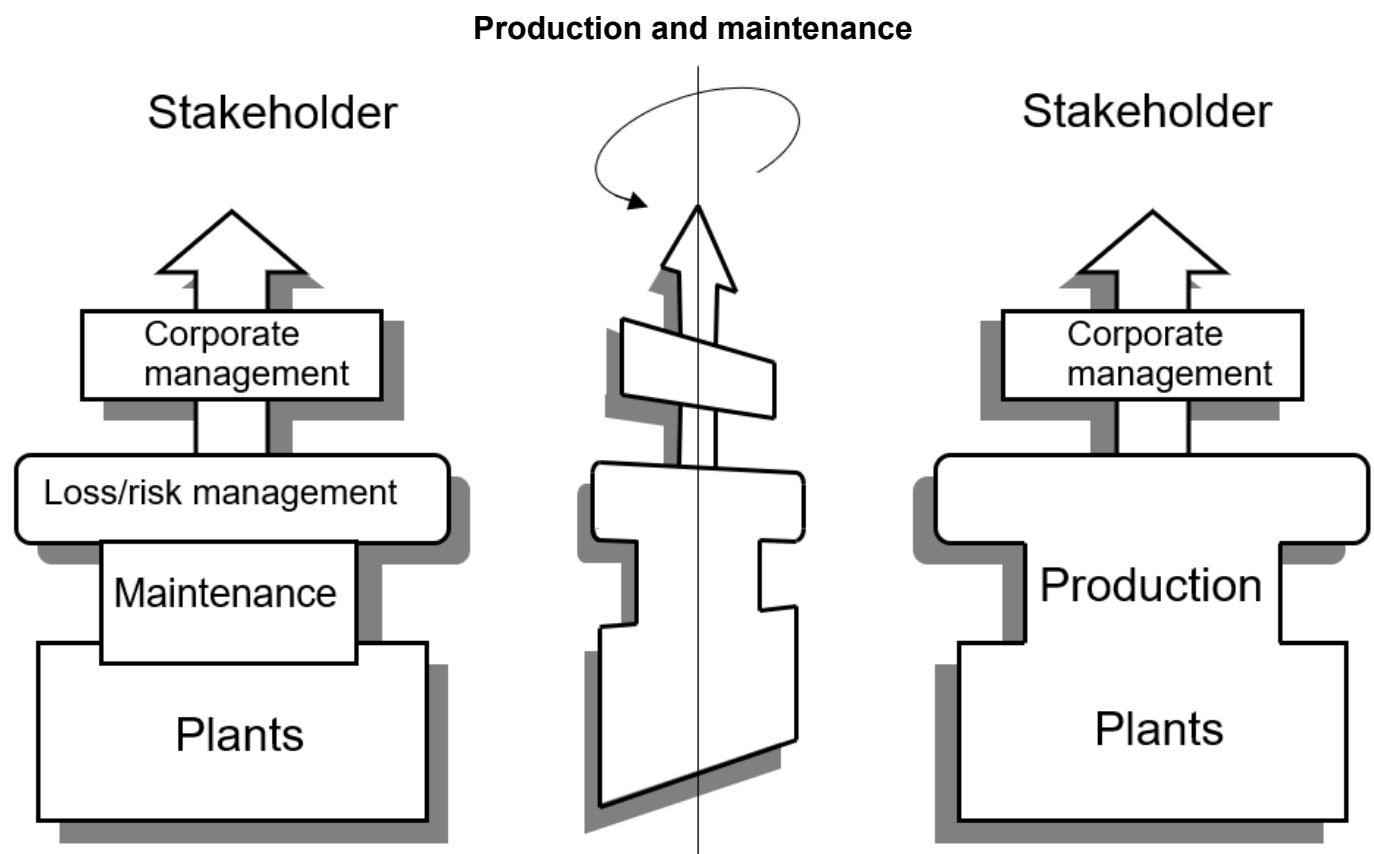 Production and maintenance
Stakeholder
Corporate
management
Loss/risk management
Maintenance
Plants
Stakeholder
Corporate
management
Production
Plants